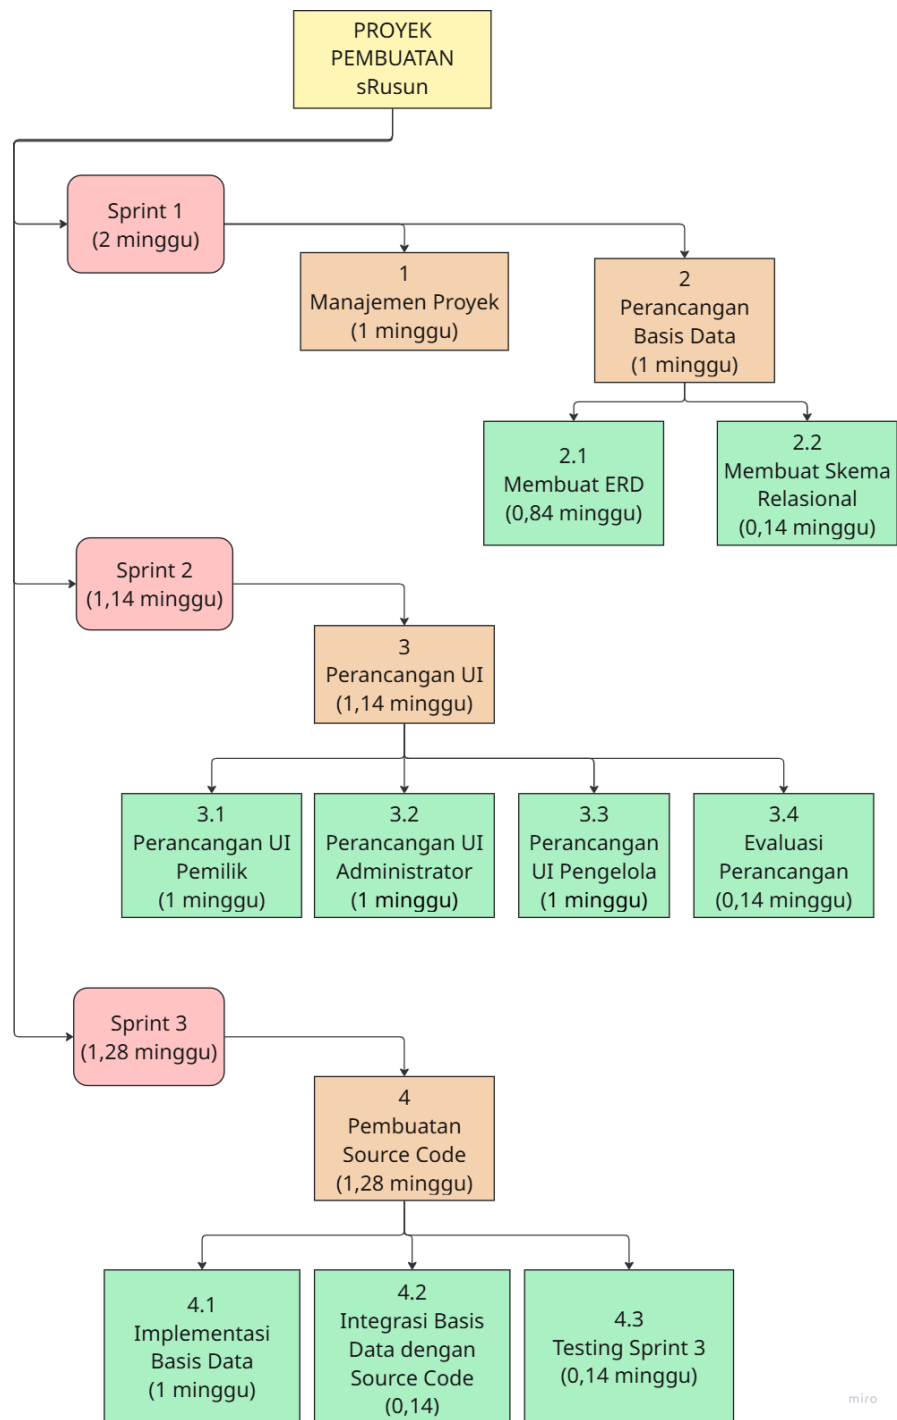 PROYEK
PEMBUATAN
sRusun
Sprint 1
(2 minggu)
1
Manajemen Proyek
(1 minggu)
2
Perancangan
Basis Data
(1 minggu)
2.1
Membuat ERD
(0,84 minggu)
2.2
Membuat Skema
Relasional
(0,14 minggu)
Sprint 2
(1,14 minggu)
3
Perancangan UI
(1,14 minggu)
3.1
Perancangan UI
Pemilik
(1 minggu)
3.2
Perancangan UI
Administrator
(1 minggu)
3.3
Perancangan
UI Pengelola
(1 minggu)
3.4
Evaluasi
Perancangan
(0,14 minggu)
Sprint 3
(1,28 minggu)
4
Pembuatan
Source Code
(1,28 minggu)
4.1
Implementasi
Basis Data
(1 minggu)
4.2
Integrasi Basis
Data dengan
Source Code
(0,14)
4.3
Testing Sprint 3
(0,14 minggu)
miro